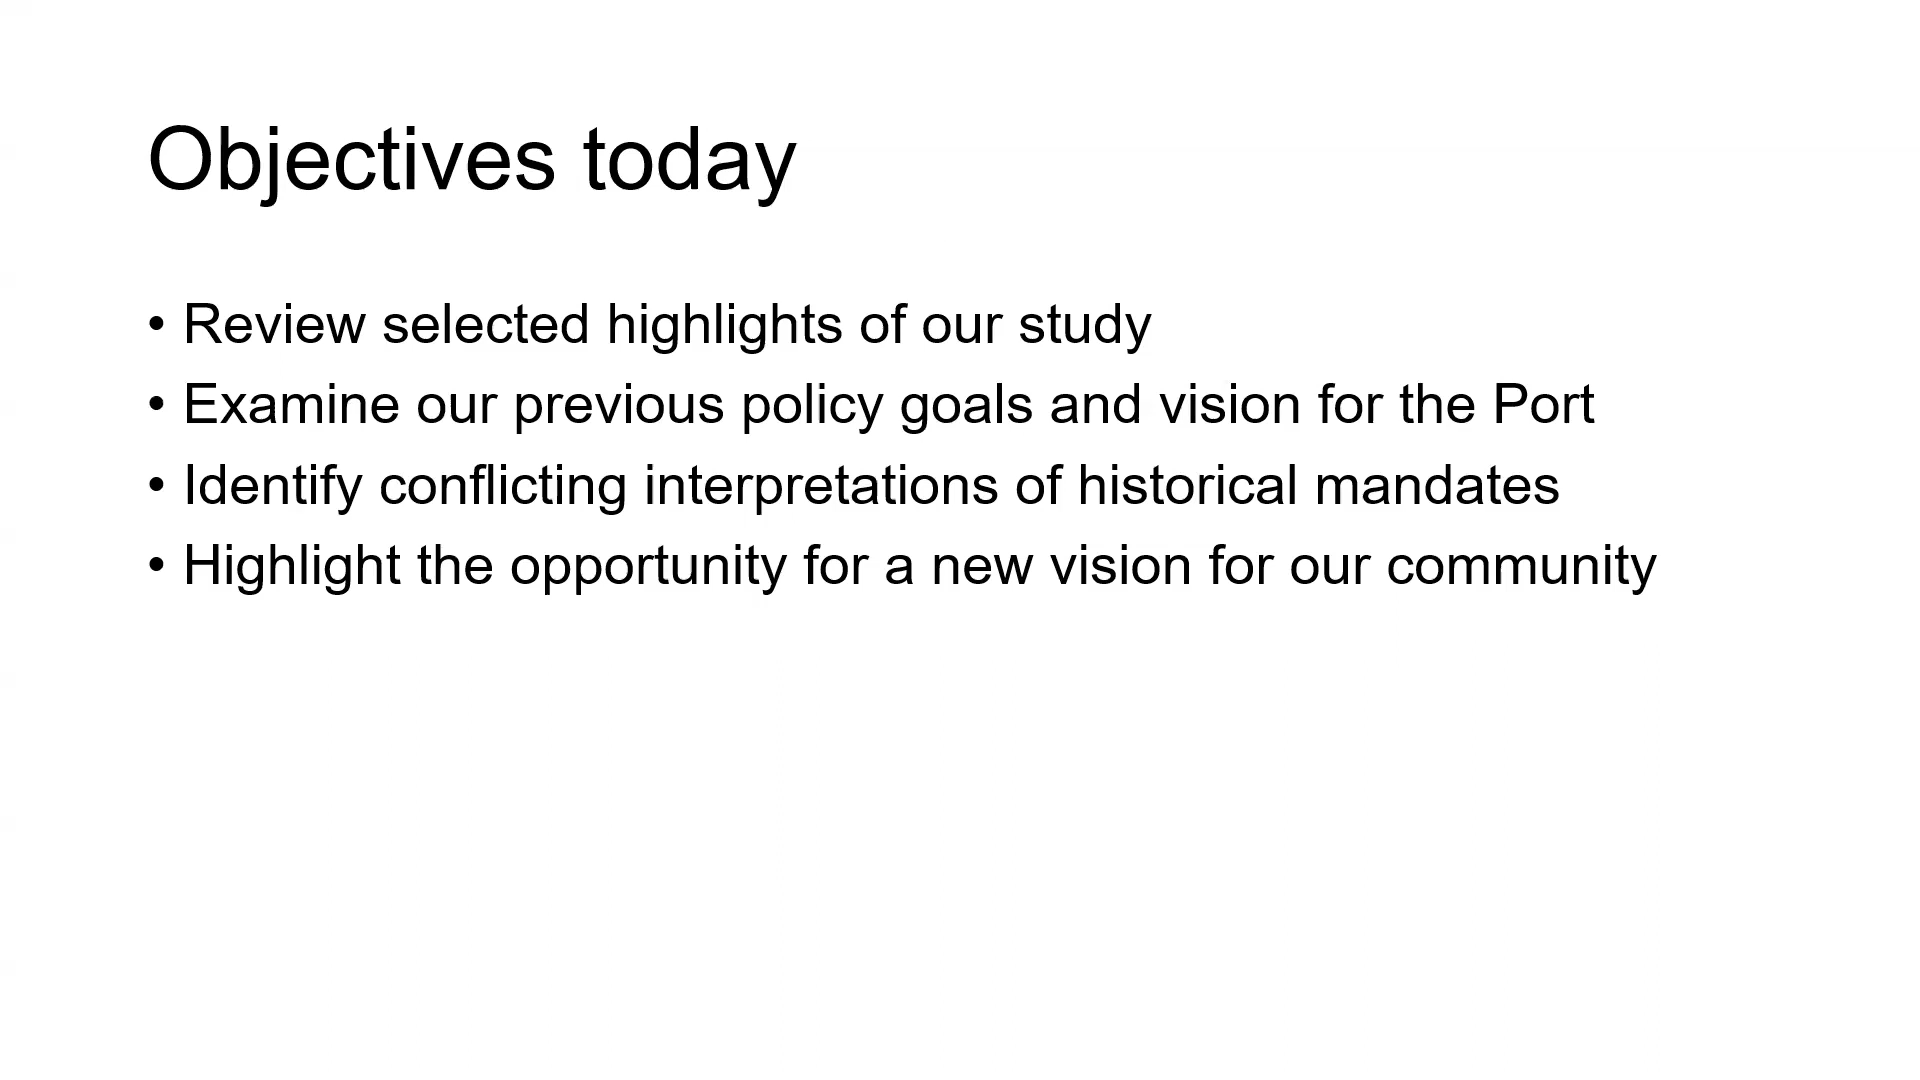 Objectives today
• Review selected highlights of our study
• Examine our previous policy goals and vision for the Port
• Identify conflicting interpretations of historical mandates
• Highlight the opportunity for a new vision for our community